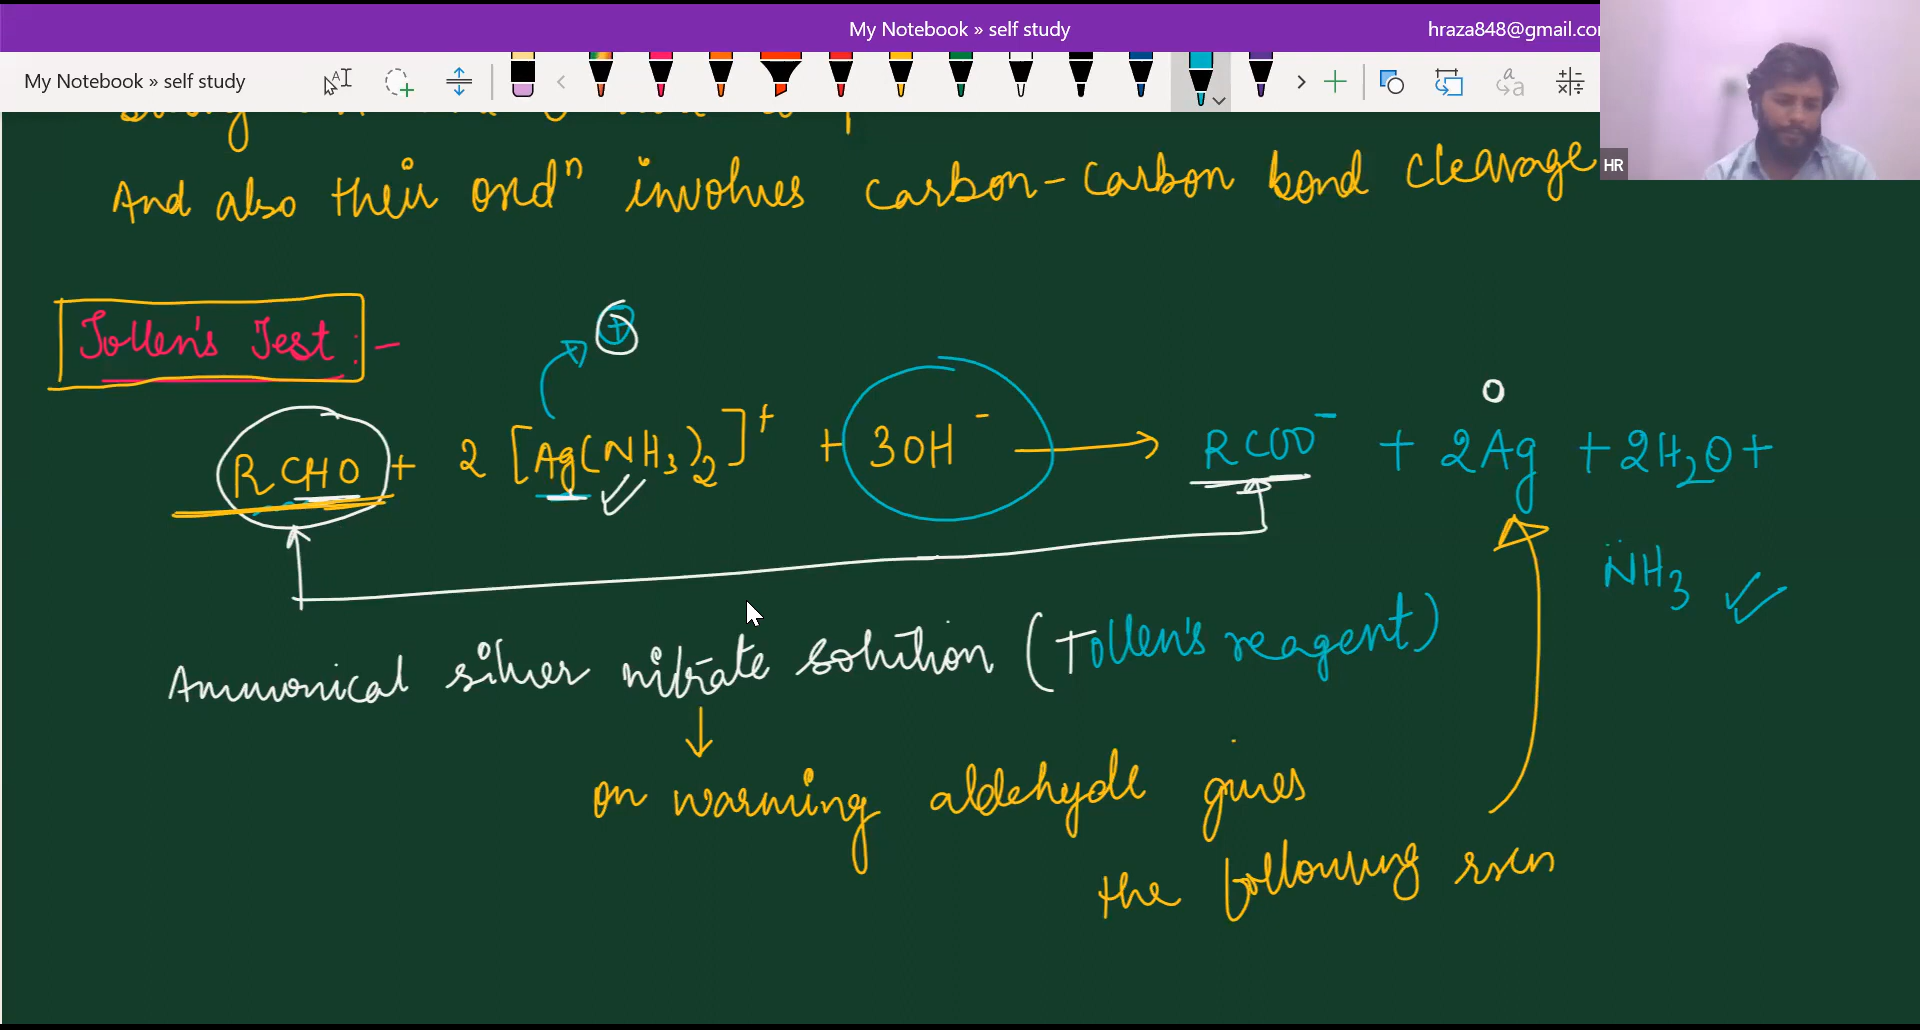 My Notebook » self study
hraza848@gmail.co
My Notebook » self study
HR
And also their oxdⁿ involves carbon-carbon bond cleavage
Tollen's Test :-
⊕
RCHO + 2 [Ag(NH₃)₂]⁺ + 3OH⁻ → RCOO⁻ + 2Ag + 2H₂O +
0
NH₃
Ammonical silver nitrate solution (Tollen's reagent)
on warming aldehyde gives
the following rxn